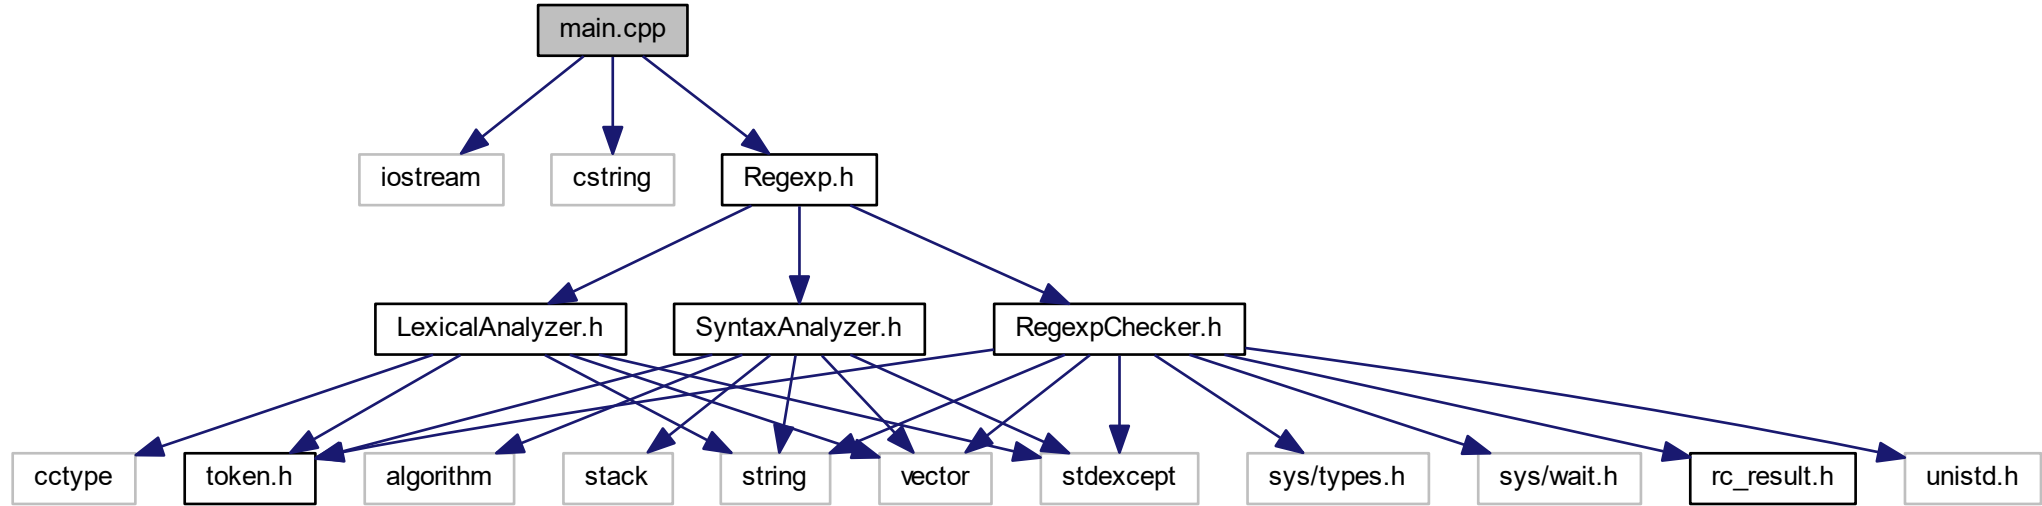 main.cpp
iostream
cstring
Regexp.h
LexicalAnalyzer.h
SyntaxAnalyzer.h
RegexpChecker.h
cctype
token.h
algorithm
stack
string
vector
stdexcept
sys/types.h
sys/wait.h
rc_result.h
unistd.h